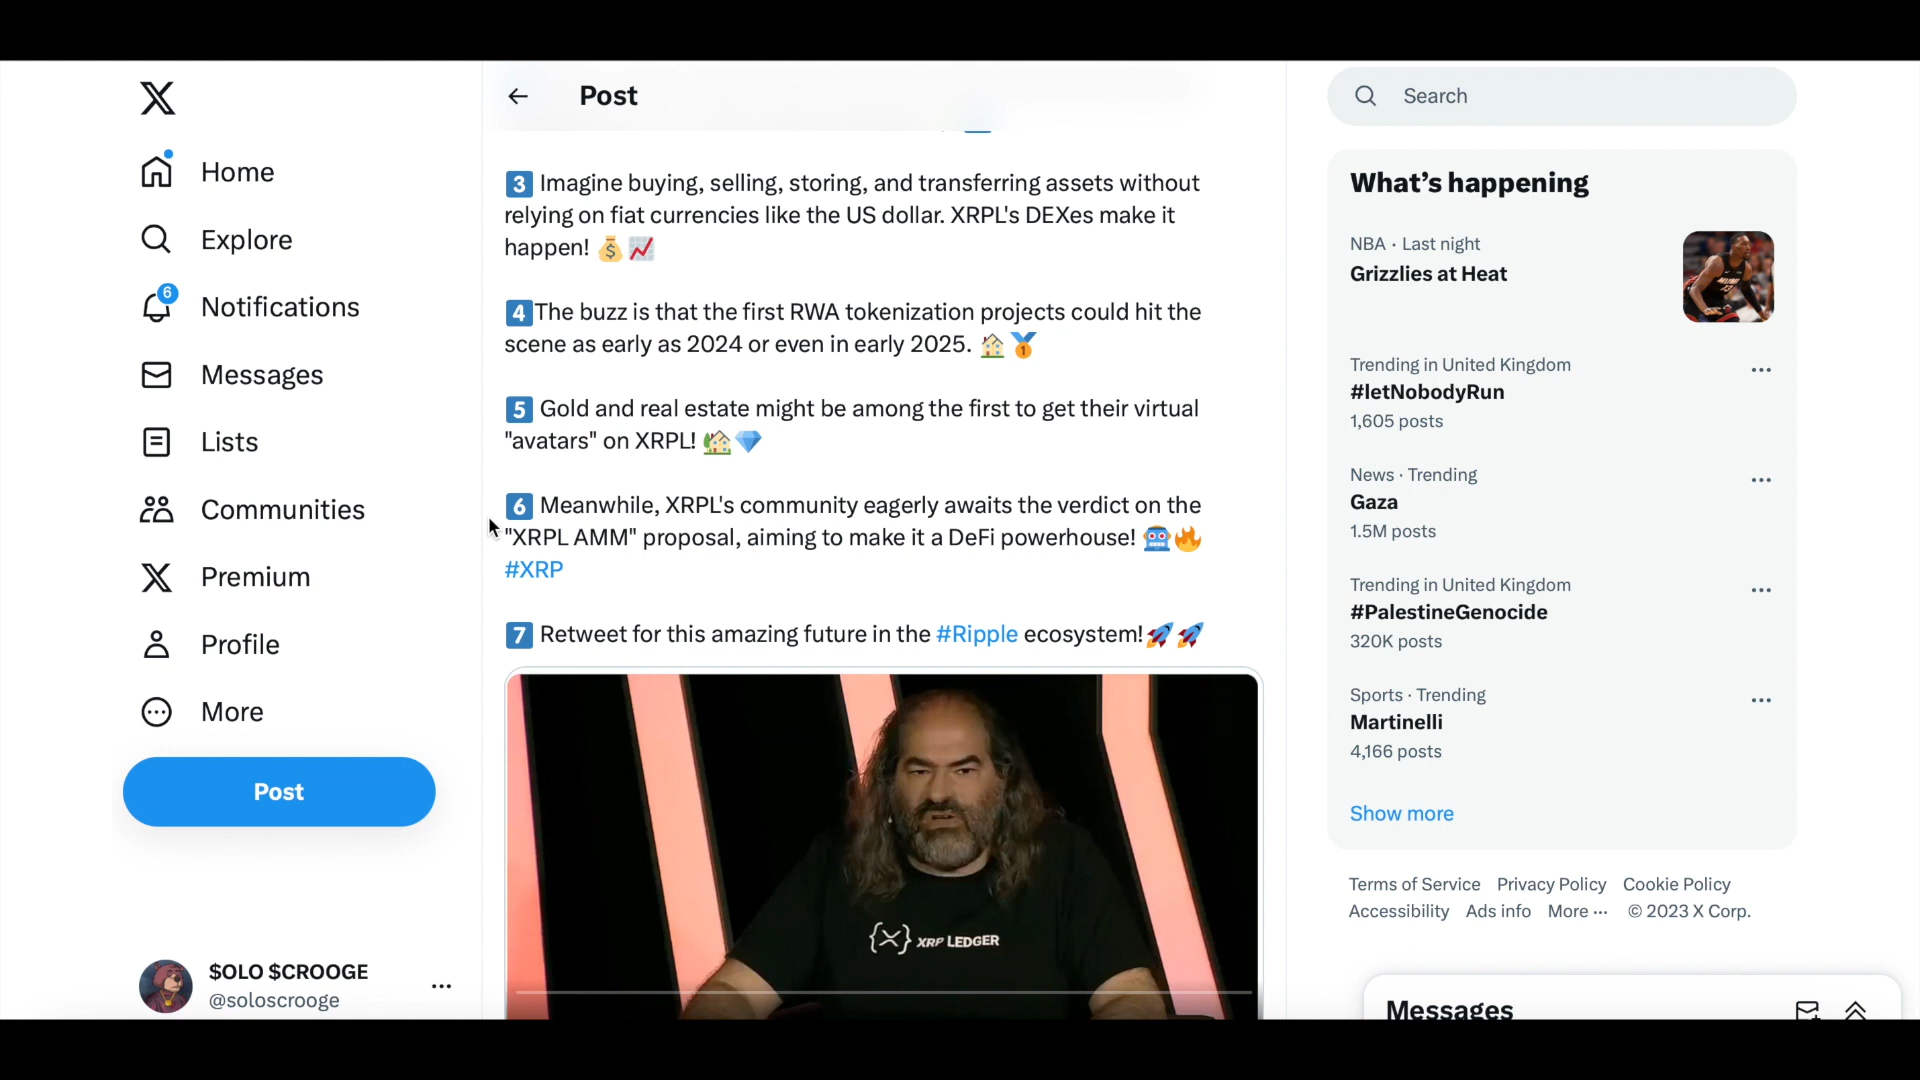 Home
Explore
6
Notifications
Messages
Lists
Communities
Premium
Profile
More
Post
$OLO $CROOGE
@soloscrooge
Post
3 Imagine buying, selling, storing, and transferring assets without
relying on fiat currencies like the US dollar. XRPL's DEXes make it
happen! 💰📈
4The buzz is that the first RWA tokenization projects could hit the
scene as early as 2024 or even in early 2025. 🏠🥇
5 Gold and real estate might be among the first to get their virtual
"avatars" on XRPL! 🏡💎
6 Meanwhile, XRPL's community eagerly awaits the verdict on the
"XRPL AMM" proposal, aiming to make it a DeFi powerhouse! 🤖🔥
#XRP
7 Retweet for this amazing future in the #Ripple ecosystem!🚀🚀
{X} XRP LEDGER
Search
What’s happening
NBA · Last night
Grizzlies at Heat
Trending in United Kingdom
#letNobodyRun
1,605 posts
News · Trending
Gaza
1.5M posts
Trending in United Kingdom
#PalestineGenocide
320K posts
Sports · Trending
Martinelli
4,166 posts
Show more
Terms of Service Privacy Policy Cookie Policy
Accessibility Ads info More ··· © 2023 X Corp.
Messages